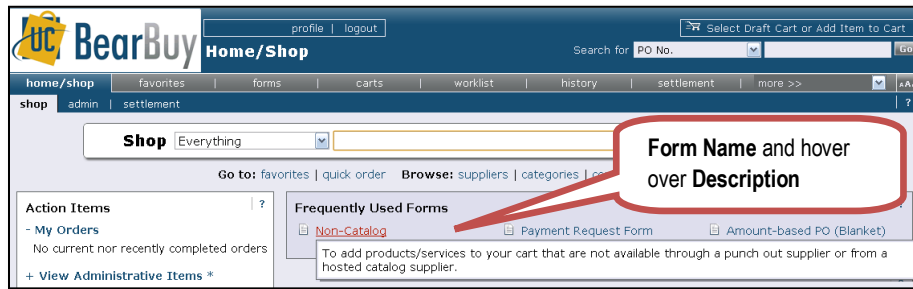 UC BearBuy
profile | logout
Home/Shop
Select Draft Cart or Add Item to Cart
Search for PO No. Go
home/shop favorites | forms | carts | worklist | history | settlement | more >> AAA
shop admin | settlement ?
Shop Everything
Go to: favorites | quick order Browse: suppliers | categories |
Form Name and hover
over Description
Action Items ?
- My Orders
No current nor recently completed orders
+ View Administrative Items *
Frequently Used Forms ?
Non-Catalog Payment Request Form Amount-based PO (Blanket)
To add products/services to your cart that are not available through a punch out supplier or from a
hosted catalog supplier.